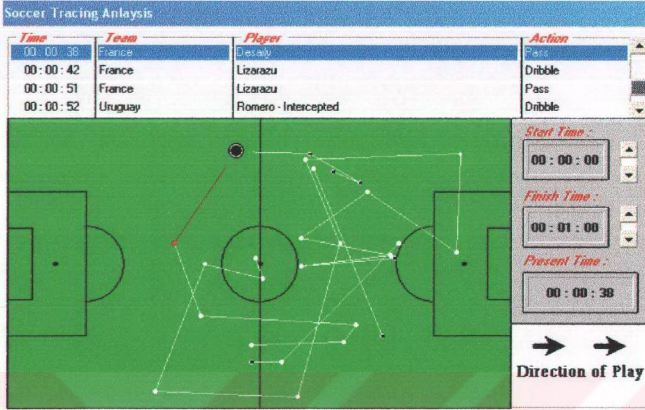 Soccer Tracing Anlaysis
Time Team Player Action
00 : 00 : 38 France Desaily Pass
00 : 00 : 42 France Lizarazu Dribble
00 : 00 : 51 France Lizarazu Pass
00 : 00 : 52 Uruguay Romero - Intercepted Dribble
Start Time :
00 : 00 : 00
Finish Time :
00 : 01 : 00
Present Time :
00 : 00 : 38
Direction of Play